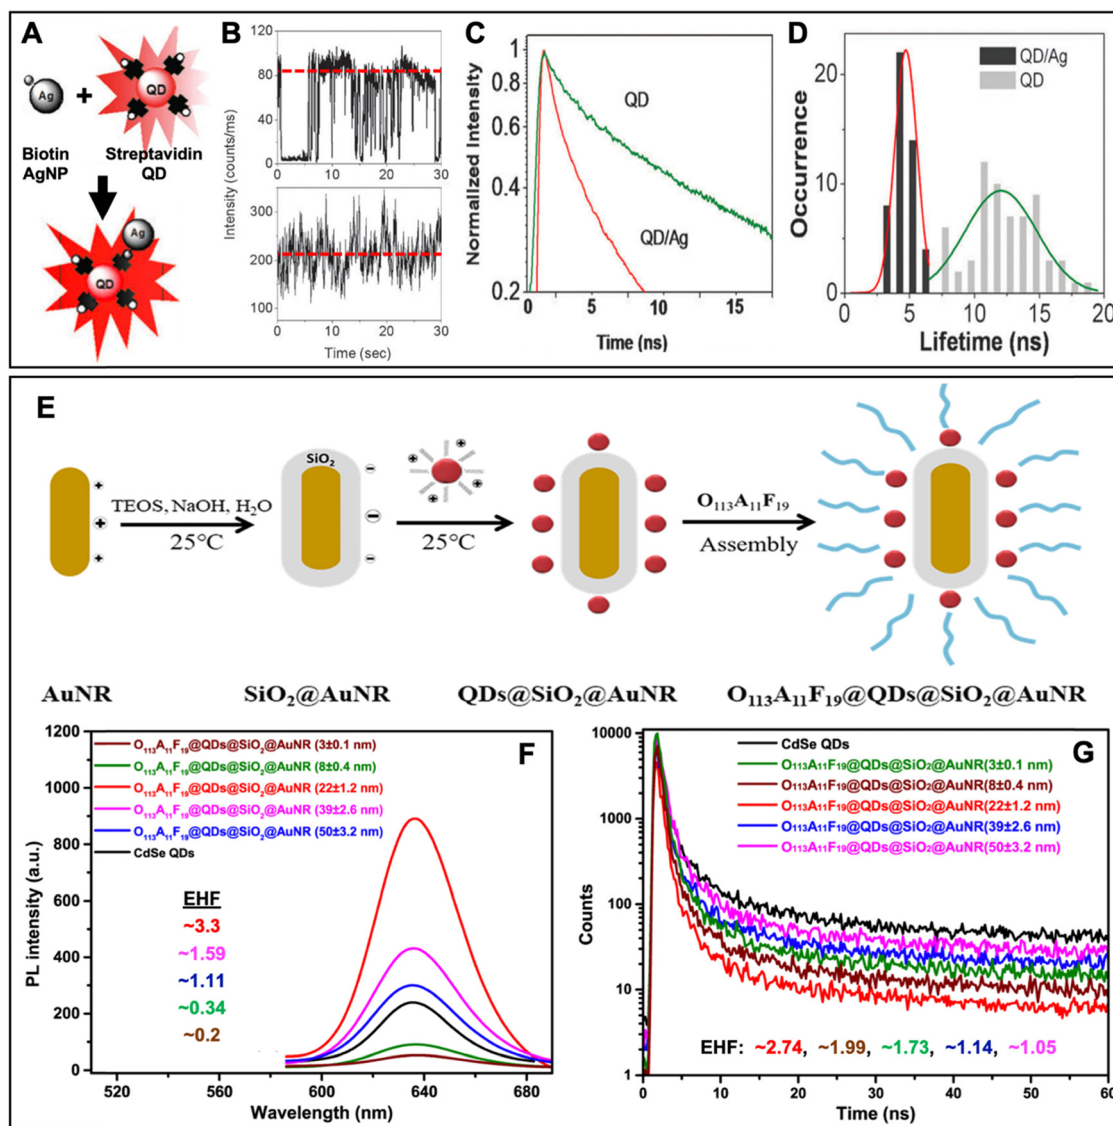 A
Ag
+
QD
Biotin
AgNP
Streptavidin
QD
Ag
QD
B
Intensity (counts/ms)
120
80
40
0
0 10 20 30
350
300
200
100
0 10 20 30
Time (sec)
C
Normalized Intensity
1
0.8
0.6
0.4
0.2
QD
QD/Ag
5 10 15
Time (ns)
D
Occurrence
20
10
0
QD/Ag
QD
0 5 10 15 20
Lifetime (ns)
E
+
+
+
TEOS, NaOH, H₂O
25°C
SiO₂
−
−
−
+
+
+
+
25°C
O₁₁₃A₁₁F₁₉
Assembly
AuNR
SiO₂@AuNR
QDs@SiO₂@AuNR
O₁₁₃A₁₁F₁₉@QDs@SiO₂@AuNR
F
PL intensity (a.u.)
1200
1000
800
600
400
200
0
O₁₁₃A₁₁F₁₉@QDs@SiO₂@AuNR (3±0.1 nm)
O₁₁₃A₁₁F₁₉@QDs@SiO₂@AuNR (8±0.4 nm)
O₁₁₃A₁₁F₁₉@QDs@SiO₂@AuNR (22±1.2 nm)
O₁₁₃A₁₁F₁₉@QDs@SiO₂@AuNR (39±2.6 nm)
O₁₁₃A₁₁F₁₉@QDs@SiO₂@AuNR (50±3.2 nm)
CdSe QDs
EHF
~3.3
~1.59
~1.11
~0.34
~0.2
520 560 600 640 680
Wavelength (nm)
G
Counts
10000
1000
100
10
1
CdSe QDs
O₁₁₃A₁₁F₁₉@QDs@SiO₂@AuNR(3±0.1 nm)
O₁₁₃A₁₁F₁₉@QDs@SiO₂@AuNR(8±0.4 nm)
O₁₁₃A₁₁F₁₉@QDs@SiO₂@AuNR(22±1.2 nm)
O₁₁₃A₁₁F₁₉@QDs@SiO₂@AuNR(39±2.6 nm)
O₁₁₃A₁₁F₁₉@QDs@SiO₂@AuNR(50±3.2 nm)
EHF: ~2.74, ~1.99, ~1.73, ~1.14, ~1.05
0 10 20 30 40 50 60
Time (ns)